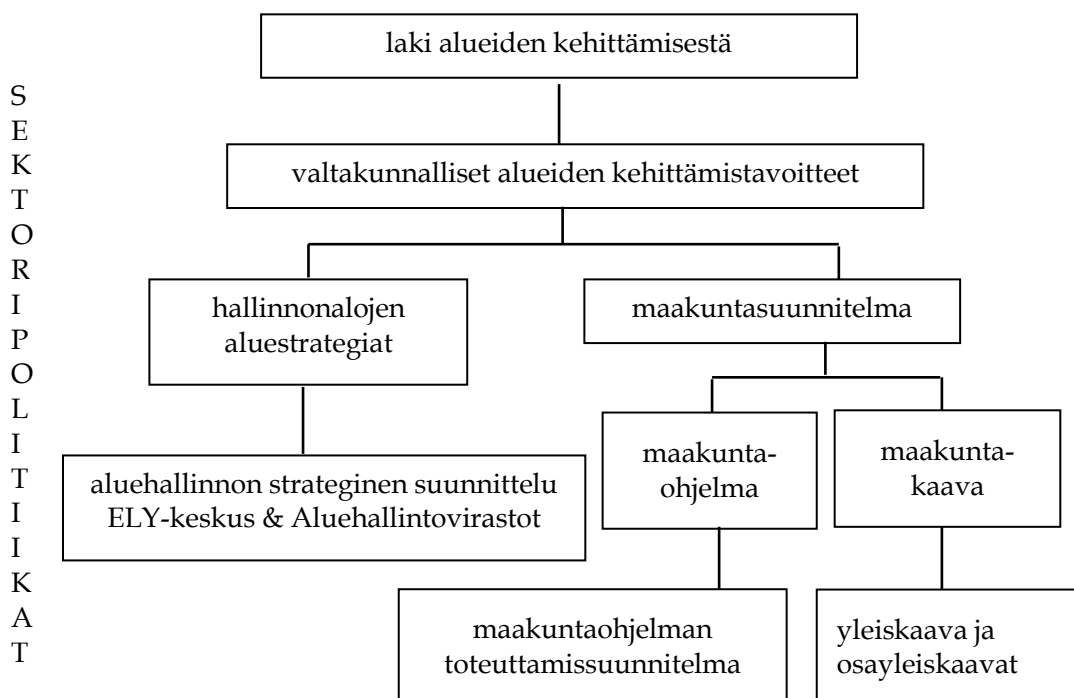 laki alueiden kehittämisestä
S
E
K
T
O
R
I
P
O
L
I
T
I
I
K
A
T
valtakunnalliset alueiden kehittämistavoitteet
hallinnonalojen
aluestrategiat
maakuntasuunnitelma
aluehallinnon strateginen suunnittelu
ELY-keskus & Aluehallintovirastot
maakunta-
ohjelma
maakunta-
kaava
maakuntaohjelman
toteuttamissuunnitelma
yleiskaava ja
osayleiskaavat